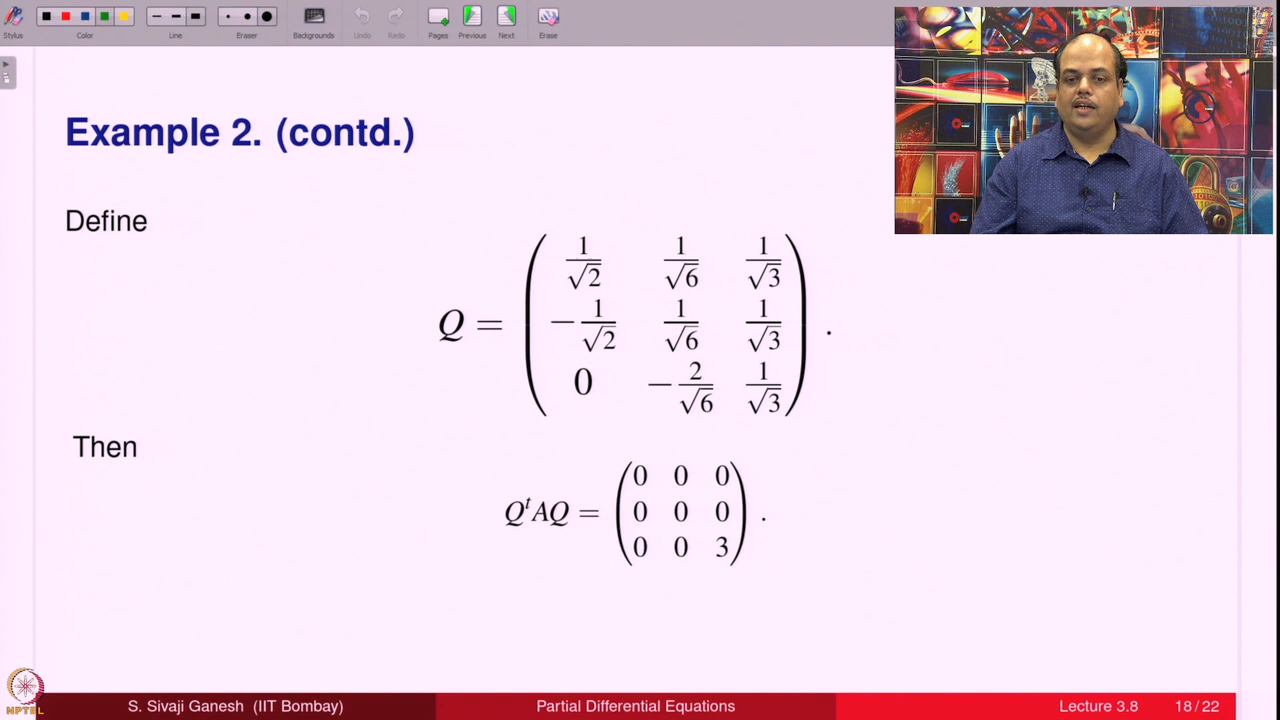 Stylus Color Line Eraser Backgrounds Undo Redo Pages Previous Next Erase
Example 2. (contd.)
Define
Q = ( 1/√2 1/√6 1/√3
−1/√2 1/√6 1/√3
0 −2/√6 1/√3 ) .
Then
QᵗAQ = ( 0 0 0
0 0 0
0 0 3 ) .
NPTEL
S. Sivaji Ganesh (IIT Bombay) Partial Differential Equations Lecture 3.8 18 / 22